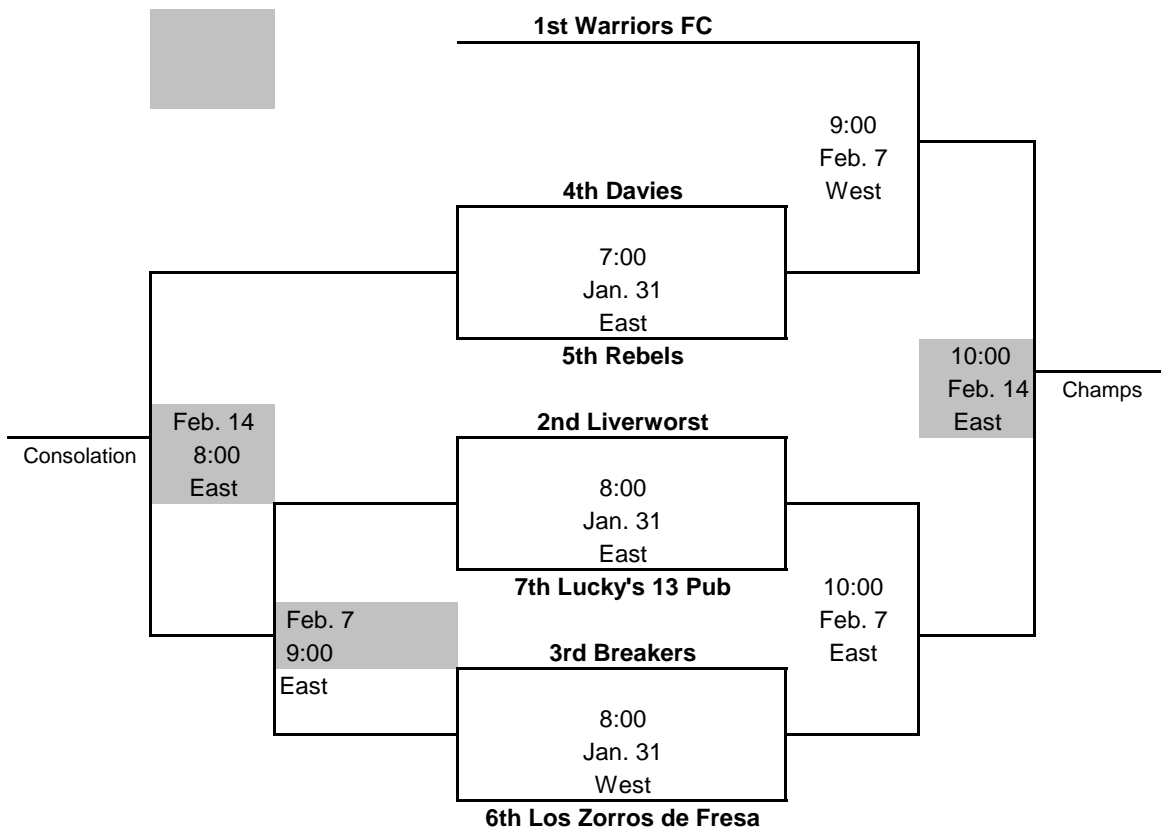 1st Warriors FC
9:00
Feb. 7
West
4th Davies
7:00
Jan. 31
East
5th Rebels
10:00
Feb. 14
East
Champs
Feb. 14
8:00
East
Consolation
2nd Liverworst
8:00
Jan. 31
East
7th Lucky's 13 Pub
10:00
Feb. 7
East
Feb. 7
9:00
East
3rd Breakers
8:00
Jan. 31
West
6th Los Zorros de Fresa